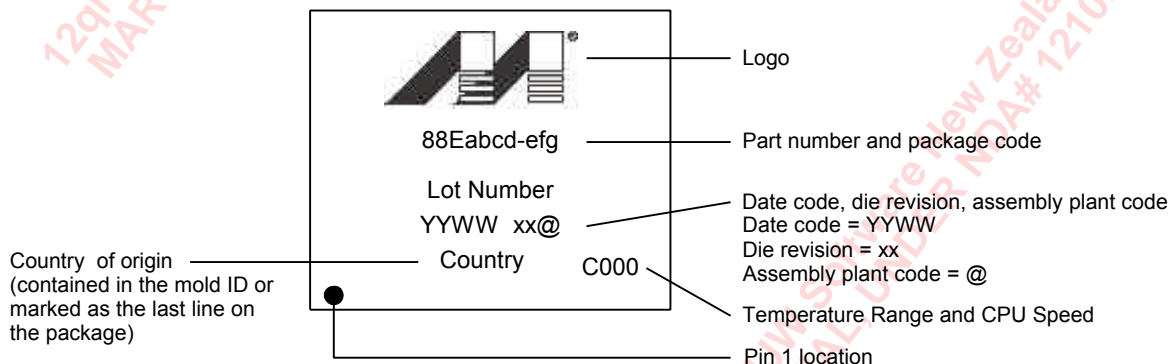 Logo
88Eabcd-efg
Part number and package code
Lot Number
YYWW xx@
Date code, die revision, assembly plant code
Date code = YYWW
Die revision = xx
Assembly plant code = @
Country of origin
(contained in the mold ID or
marked as the last line on
the package)
Country
C000
Temperature Range and CPU Speed
Pin 1 location